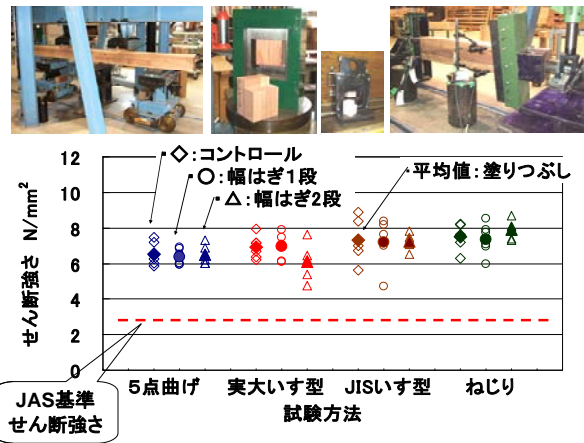 12
10
8
6
4
2
0
せん断強さ N/mm²
◇:コントロール
○:幅はぎ1段
△:幅はぎ2段
平均値:塗りつぶし
5点曲げ
実大いす型
JISいす型
ねじり
試験方法
JAS基準
せん断強さ